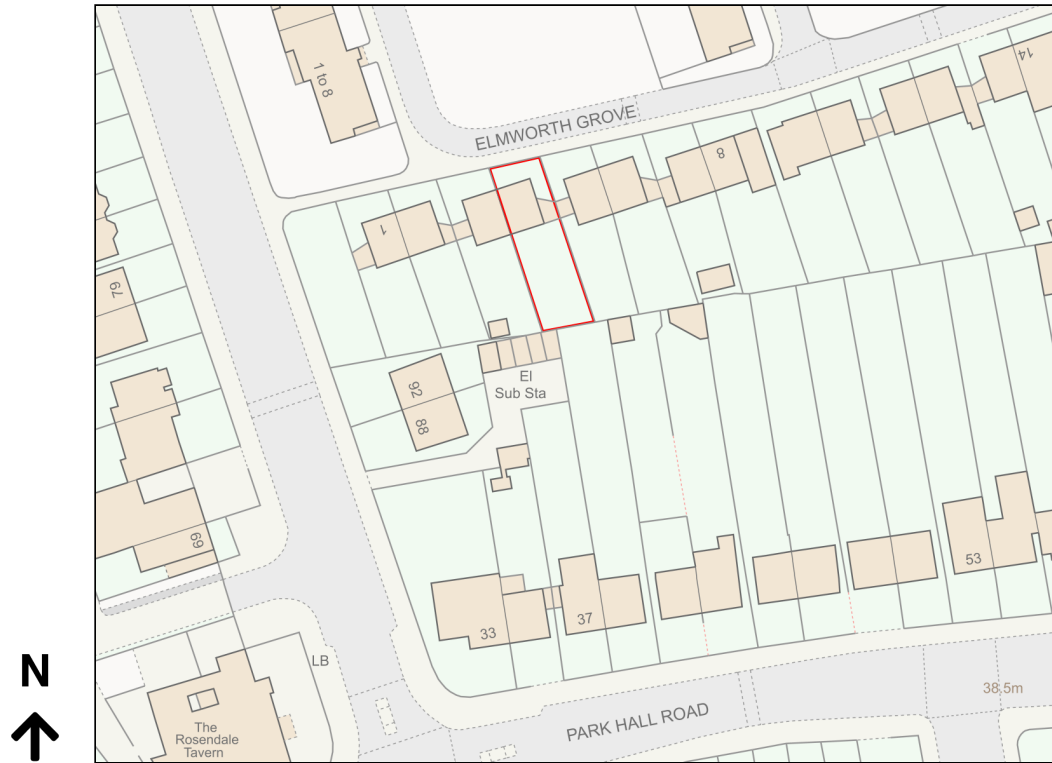 1 to 8
14
ELMWORTH GROVE
8
1
79
El
Sub Sta
92
88
69
53
37
33
N
LB
38.5m
PARK HALL ROAD
The
Rosendale
Tavern